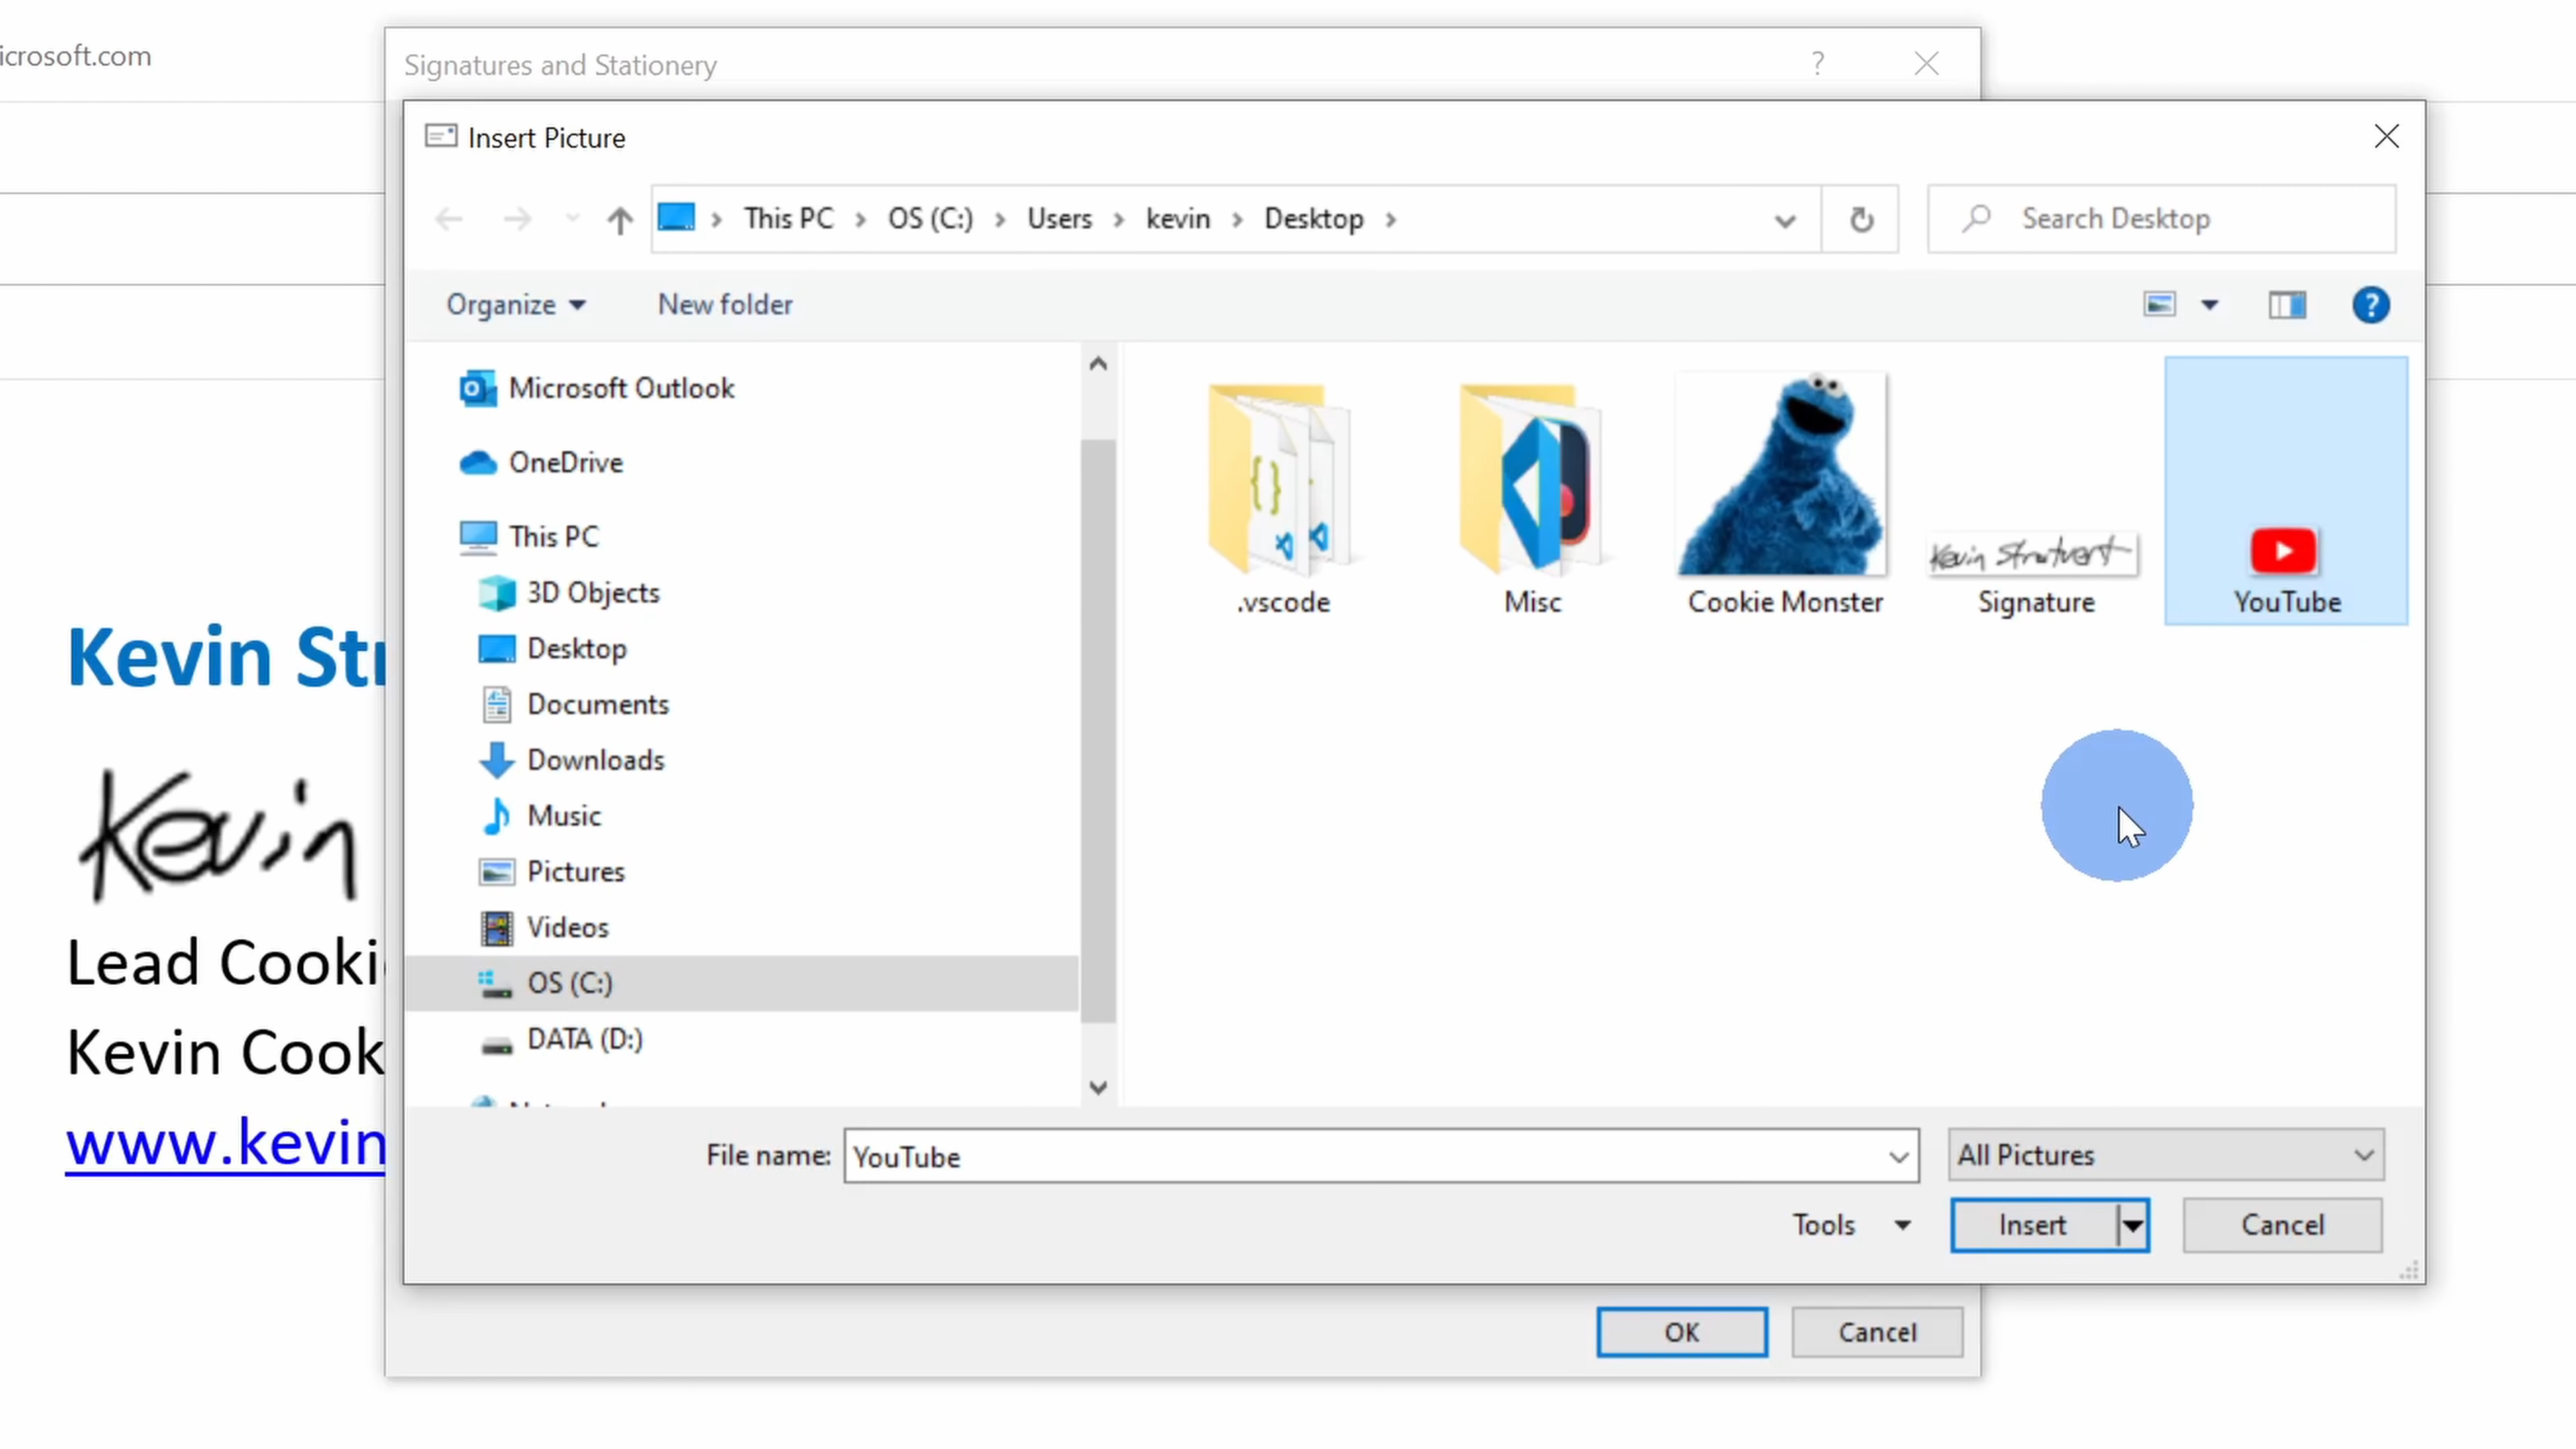 icrosoft.com
Signatures and Stationery
Insert Picture
This PC > OS (C:) > Users > kevin > Desktop >
Search Desktop
Organize
New folder
Microsoft Outlook
OneDrive
This PC
3D Objects
Desktop
Documents
Downloads
Music
Pictures
Videos
OS (C:)
DATA (D:)
.vscode
Misc
Cookie Monster
Kevin Stratvert
Signature
YouTube
Kevin Str
Kevin
Lead Cooki
Kevin Cook
www.kevin
File name: YouTube
All Pictures
Tools
Insert
Cancel
OK
Cancel